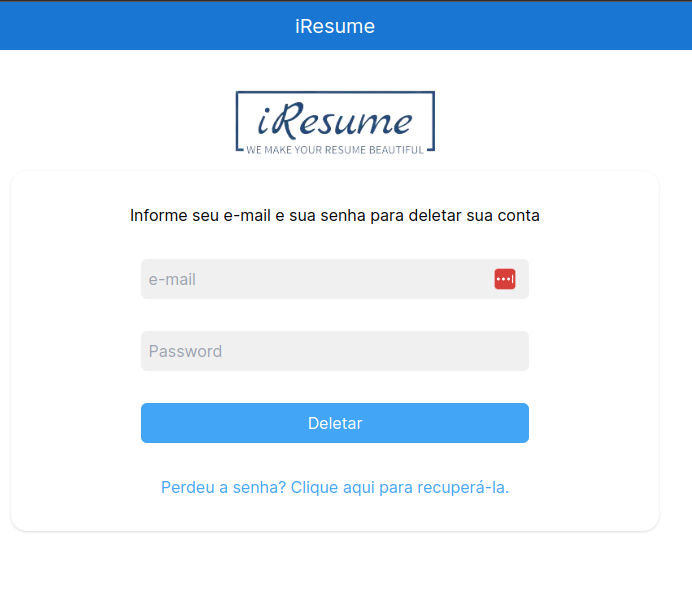 iResume
iResume
WE MAKE YOUR RESUME BEAUTIFUL
Informe seu e-mail e sua senha para deletar sua conta
e-mail
Password
Deletar
Perdeu a senha? Clique aqui para recuperá-la.